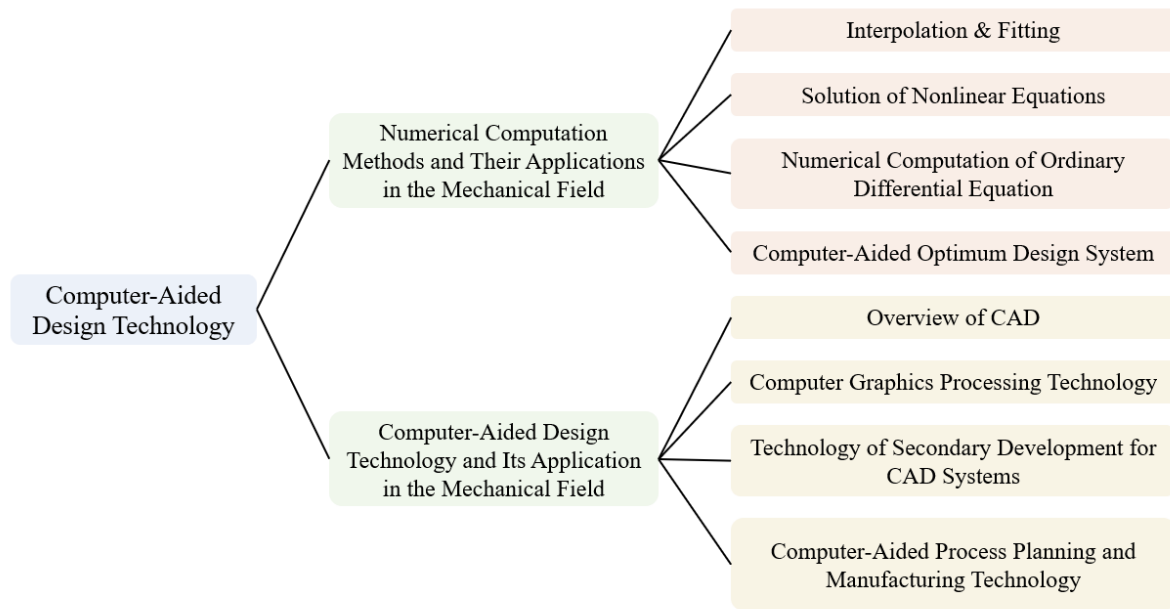 Computer-Aided
Design Technology
Numerical Computation
Methods and Their Applications
in the Mechanical Field
Interpolation & Fitting
Solution of Nonlinear Equations
Numerical Computation of Ordinary
Differential Equation
Computer-Aided Optimum Design System
Computer-Aided Design
Technology and Its Application
in the Mechanical Field
Overview of CAD
Computer Graphics Processing Technology
Technology of Secondary Development for
CAD Systems
Computer-Aided Process Planning and
Manufacturing Technology